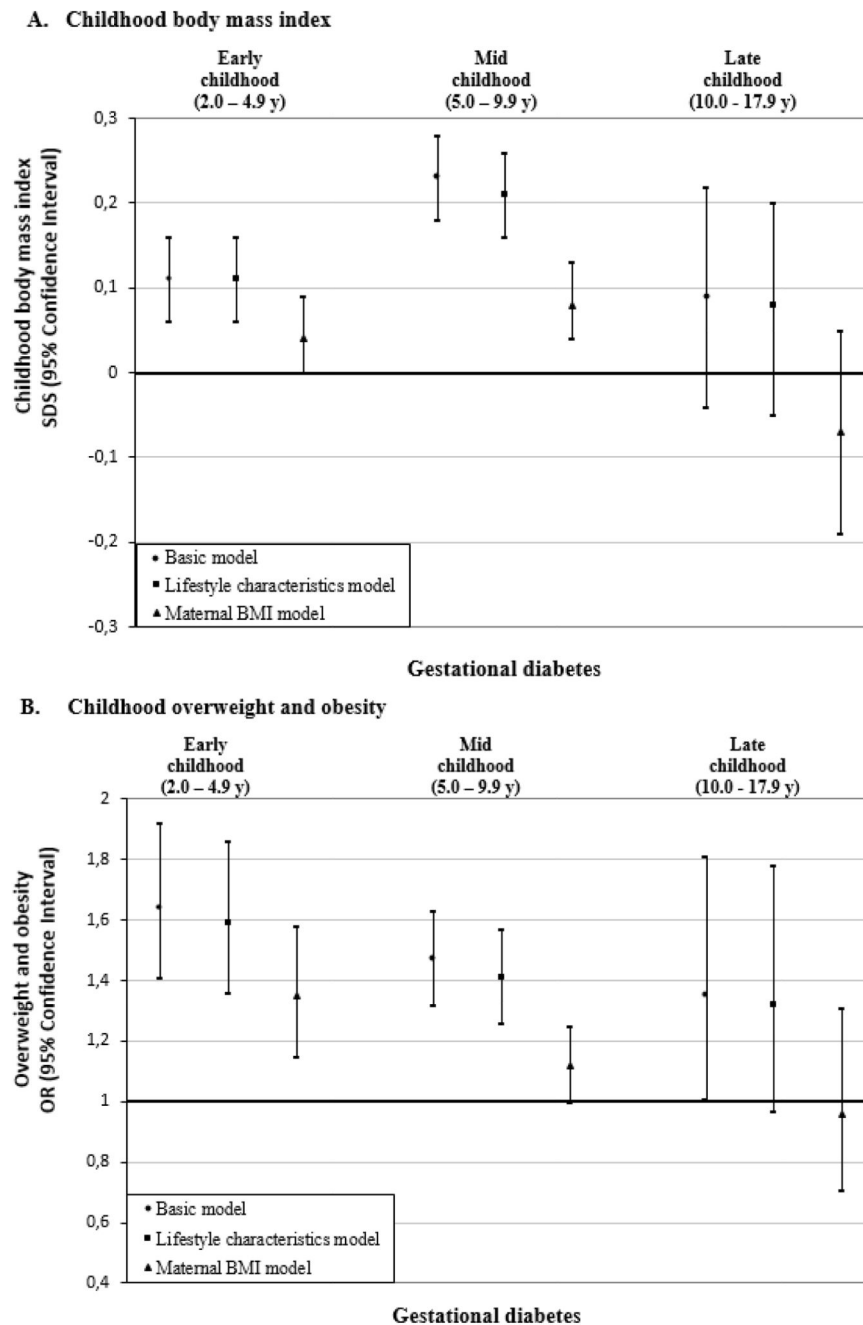 A. Childhood body mass index
Early
childhood
(2.0 – 4.9 y)
Mid
childhood
(5.0 – 9.9 y)
Late
childhood
(10.0 - 17.9 y)
Childhood body mass index
SDS (95% Confidence Interval)
0,3
0,2
0,1
0
-0,1
-0,2
-0,3
Basic model
Lifestyle characteristics model
Maternal BMI model
Gestational diabetes
B. Childhood overweight and obesity
Early
childhood
(2.0 – 4.9 y)
Mid
childhood
(5.0 – 9.9 y)
Late
childhood
(10.0 - 17.9 y)
Overweight and obesity
OR (95% Confidence Interval)
2
1,8
1,6
1,4
1,2
1
0,8
0,6
0,4
Basic model
Lifestyle characteristics model
Maternal BMI model
Gestational diabetes